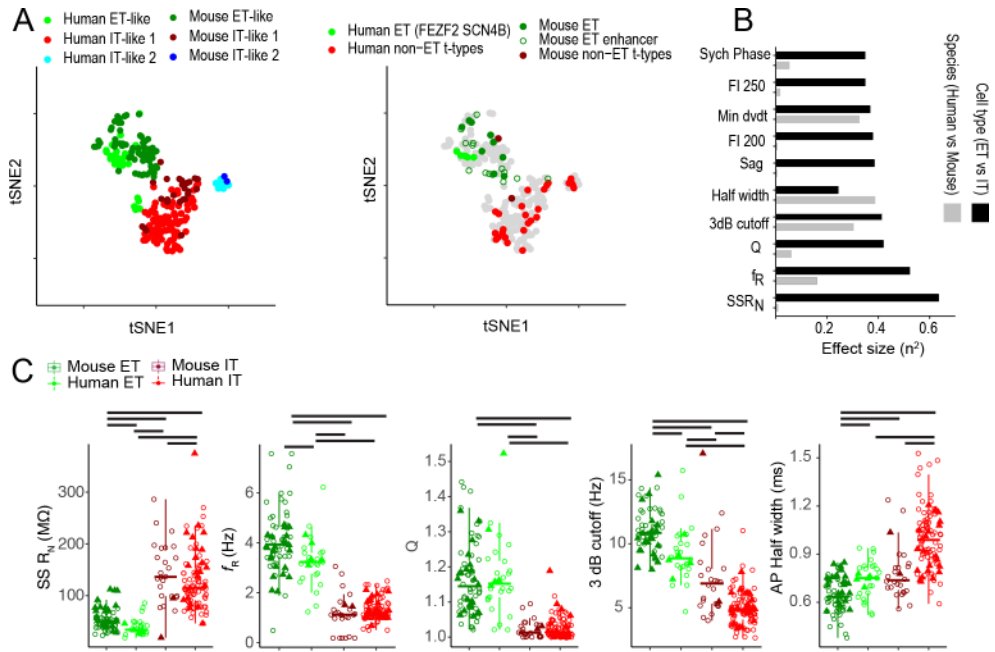 A
Human ET-like
Mouse ET-like
Human IT-like 1
Mouse IT-like 1
Human IT-like 2
Mouse IT-like 2
tSNE2
tSNE1
Human ET (FEZF2 SCN4B)
Human non-ET t-types
Mouse ET
Mouse ET enhancer
Mouse non-ET t-types
tSNE2
tSNE1
B
Sych Phase
FI 250
Min dvdt
FI 200
Sag
Half width
3dB cutoff
Q
fR
SSRN
0.2 0.4 0.6
Effect size (n²)
Species (Human vs Mouse)
Cell type (ET vs IT)
C
Mouse ET
Mouse IT
Human ET
Human IT
SS RN (MΩ)
300
200
100
fR (Hz)
6
4
2
0
Q
1.5
1.4
1.3
1.2
1.1
1.0
3 dB cutoff (Hz)
15
10
5
AP Half width (ms)
1.5
1.2
0.9
0.6